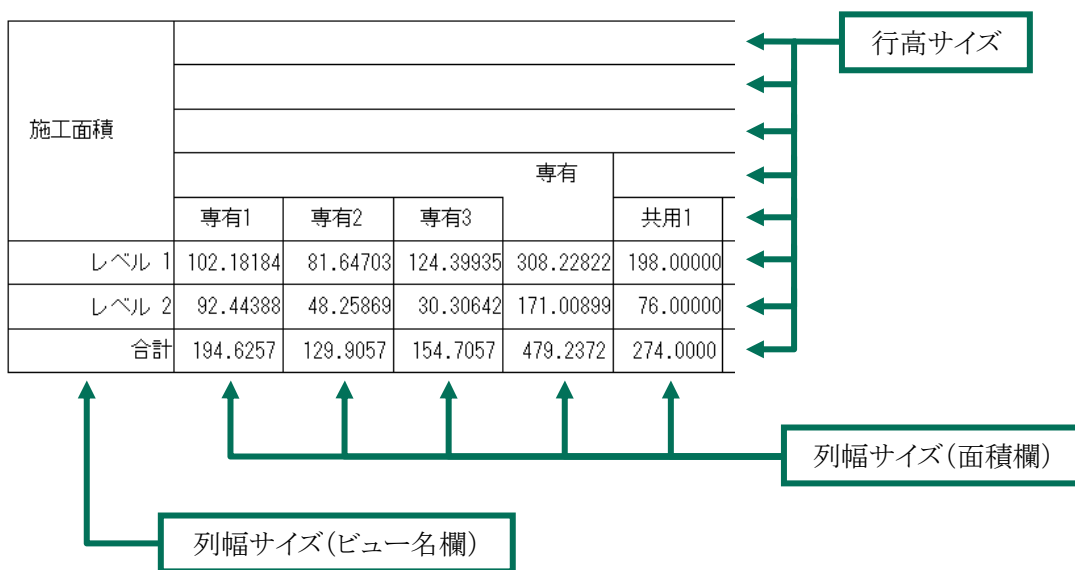 行高サイズ
施工面積
専有
専有1 専有2 専有3 共用1
レベル 1 102.18184 81.64703 124.39935 308.22822 198.00000
レベル 2 92.44388 48.25869 30.30642 171.00899 76.00000
合計 194.6257 129.9057 154.7057 479.2372 274.0000
列幅サイズ(面積欄)
列幅サイズ(ビュー名欄)